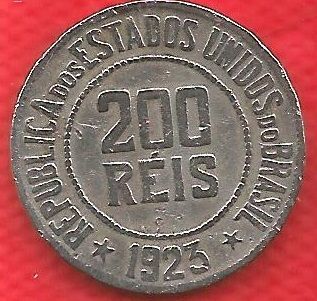 REPUBLICA DOS ESTADOS UNIDOS DO BRASIL
200
RÉIS
★ 1923 ★